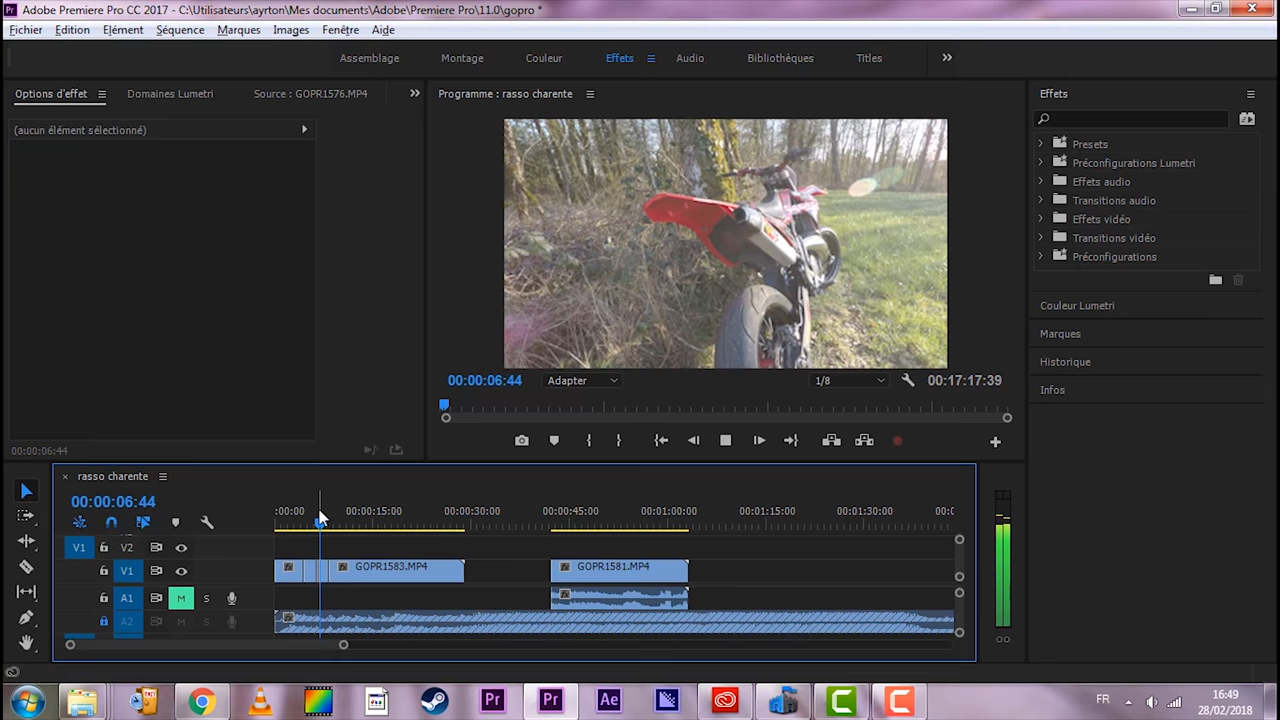 Adobe Premiere Pro CC 2017 - C:\Utilisateurs\ayrton\Mes documents\Adobe\Premiere Pro\11.0\gopro *
Fichier Edition Elément Séquence Marques Images Fenêtre Aide
Assemblage Montage Couleur Effets Audio Bibliothèques Titles
Options d'effet Domaines Lumetri Source : GOPR1576.MP4
Programme : rasso charente
Effets
(aucun élément sélectionné)
Presets
Préconfigurations Lumetri
Effets audio
Transitions audio
Effets vidéo
Transitions vidéo
Préconfigurations
Couleur Lumetri
Marques
Historique
Infos
00:00:06:44 Adapter 1/8 00:17:17:39
00:00:06:44
rasso charente
00:00:06:44
:00:00 00:00:15:00 00:00:30:00 00:00:45:00 00:01:00:00 00:01:15:00 00:01:30:00 00:0
V1 V2
V1 GOPR1583.MP4 GOPR1581.MP4
A1 M S
A2 M S
FR 16:49
28/02/2018